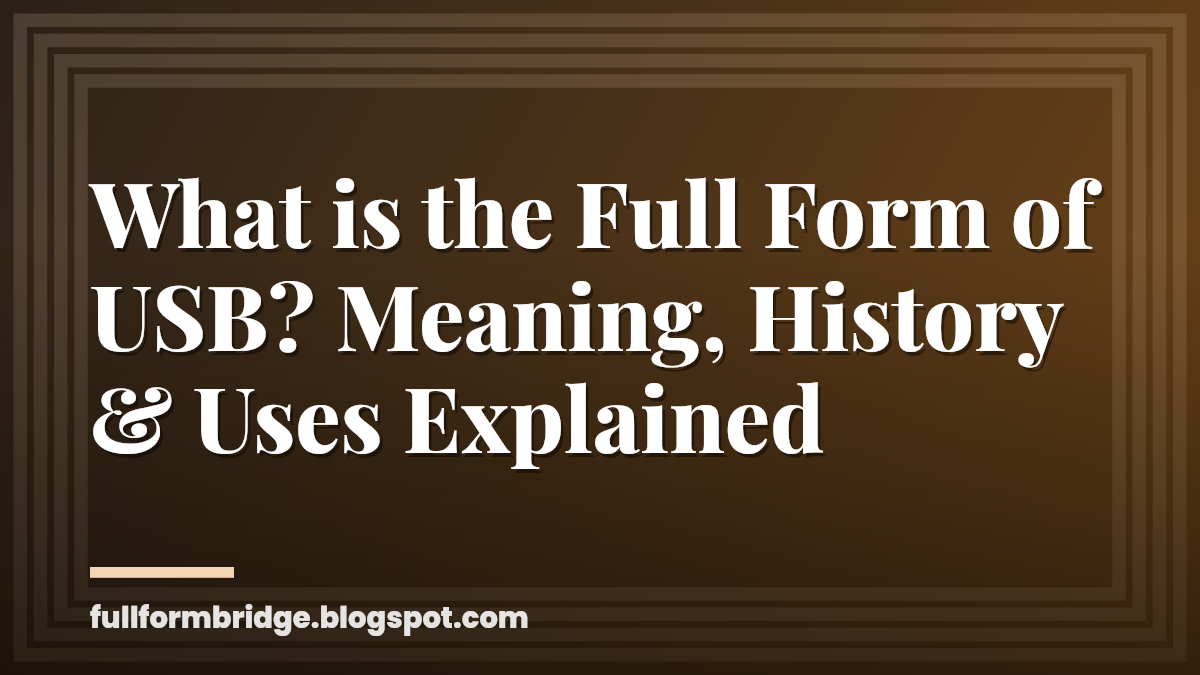 What is the Full Form of
USB? Meaning, History
& Uses Explained
fullformbridge.blogspot.com